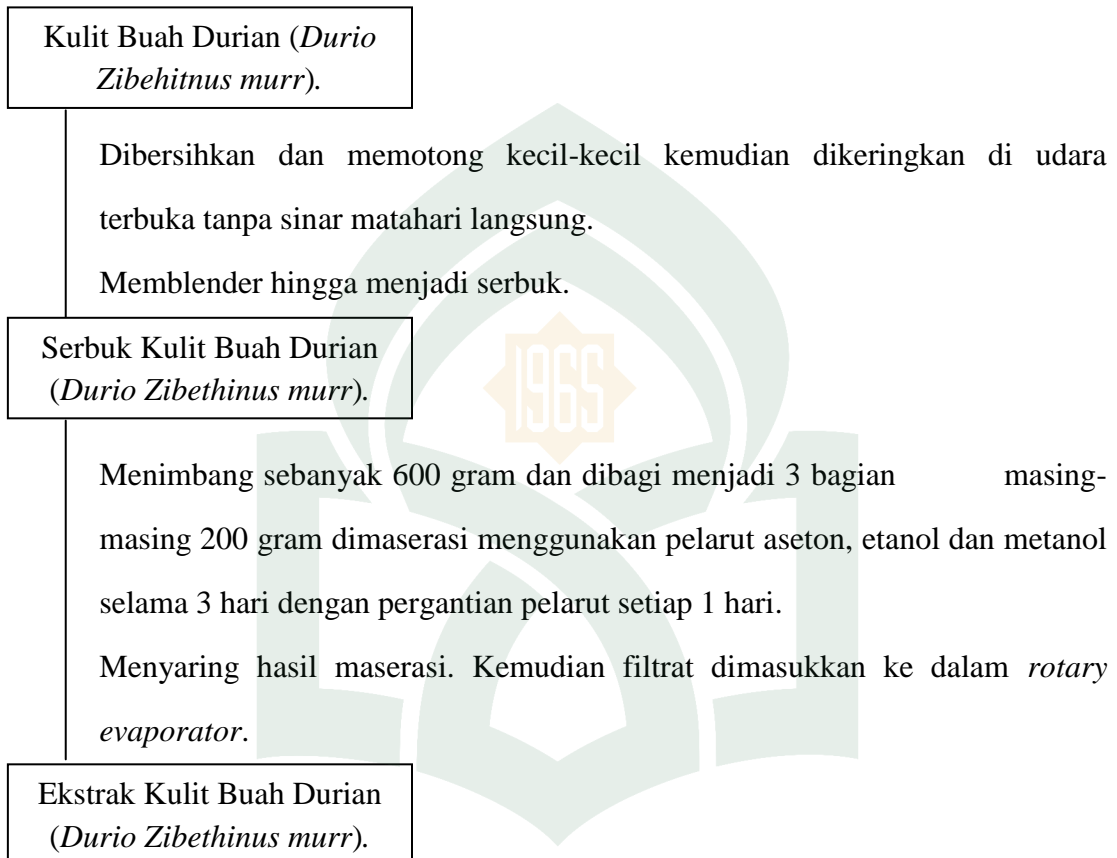 Kulit Buah Durian (Durio
Zibehitnus murr).
Dibersihkan dan memotong kecil-kecil kemudian dikeringkan di udara
terbuka tanpa sinar matahari langsung.
Memblender hingga menjadi serbuk.
1965
Serbuk Kulit Buah Durian
(Durio Zibethinus murr).
Menimbang sebanyak 600 gram dan dibagi menjadi 3 bagian masing-
masing 200 gram dimaserasi menggunakan pelarut aseton, etanol dan metanol
selama 3 hari dengan pergantian pelarut setiap 1 hari.
Menyaring hasil maserasi. Kemudian filtrat dimasukkan ke dalam rotary
evaporator.
Ekstrak Kulit Buah Durian
(Durio Zibethinus murr).